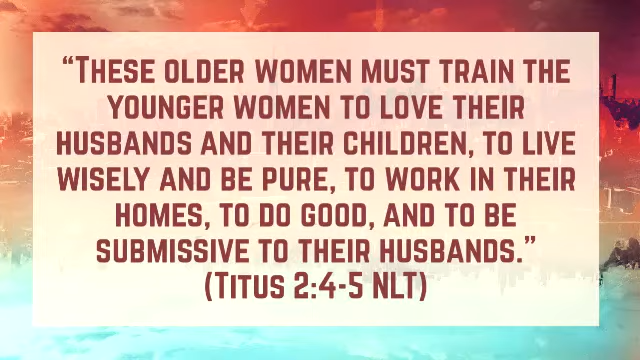 “These older women must train the
younger women to love their
husbands and their children, to live
wisely and be pure, to work in their
homes, to do good, and to be
submissive to their husbands.”
(Titus 2:4-5 NLT)